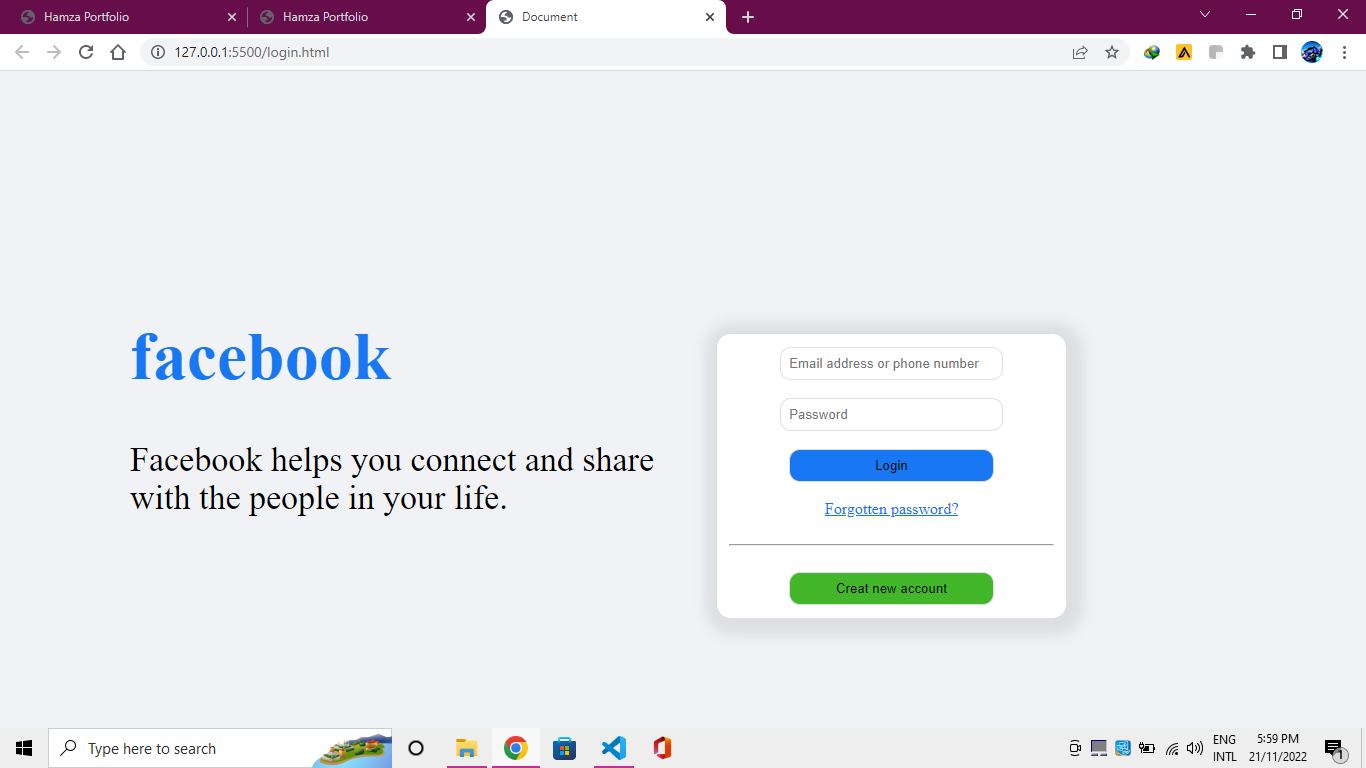 Hamza Portfolio
Hamza Portfolio
Document
127.0.0.1:5500/login.html
facebook
Facebook helps you connect and share
with the people in your life.
Email address or phone number
Password
Login
Forgotten password?
Creat new account
Type here to search
ENG
INTL
5:59 PM
21/11/2022
1